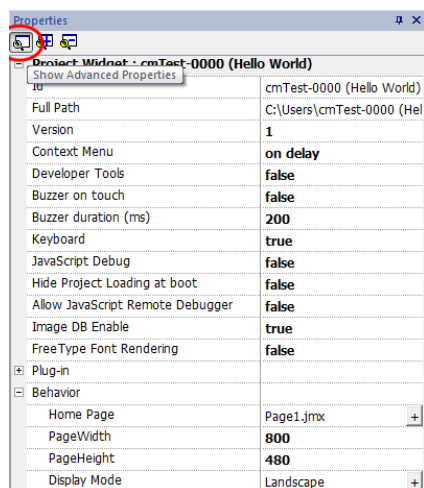 Properties
Project Widget : cmTest-0000 (Hello World)
Show Advanced Properties
Id cmTest-0000 (Hello World)
Full Path C:\Users\cmTest-0000 (Hel
Version 1
Context Menu on delay
Developer Tools false
Buzzer on touch false
Buzzer duration (ms) 200
Keyboard true
JavaScript Debug false
Hide Project Loading at boot false
Allow JavaScript Remote Debugger false
Image DB Enable true
FreeType Font Rendering false
Plug-in
Behavior
Home Page Page1.jmx +
PageWidth 800
PageHeight 480
Display Mode Landscape +